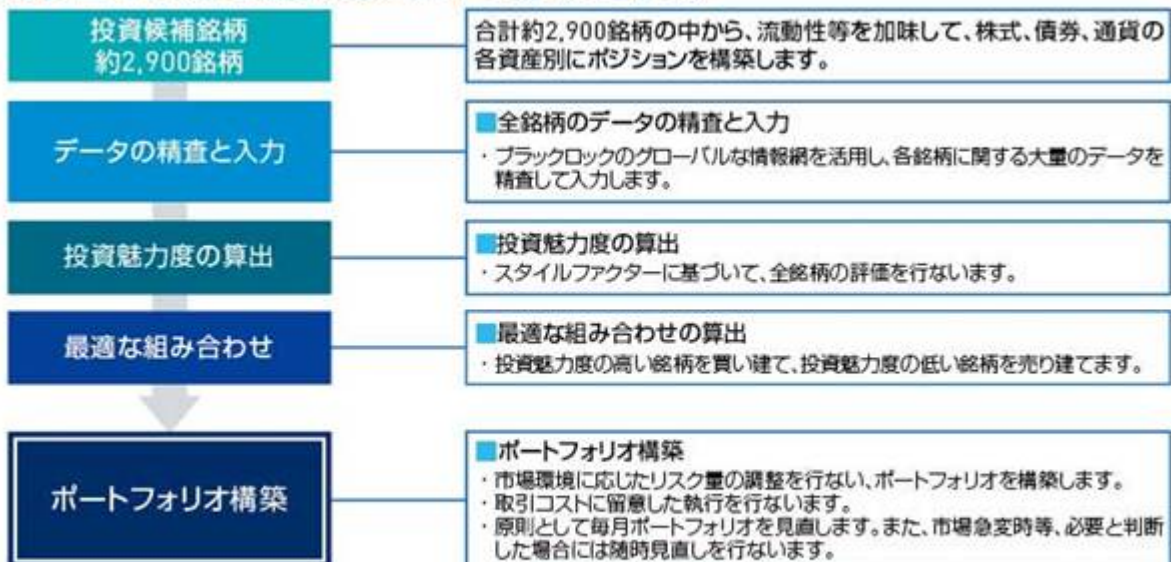 投資候補銘柄
約2,900銘柄
合計約2,900銘柄の中から、流動性等を加味して、株式、債券、通貨の
各資産別にポジションを構築します。
データの精査と入力
■全銘柄のデータの精査と入力
・ブラックロックのグローバルな情報網を活用し、各銘柄に関する大量のデータを
精査して入力します。
投資魅力度の算出
■投資魅力度の算出
・スタイルファクターに基づいて、全銘柄の評価を行ないます。
最適な組み合わせ
■最適な組み合わせの算出
・投資魅力度の高い銘柄を買い建て、投資魅力度の低い銘柄を売り建てます。
ポートフォリオ構築
■ポートフォリオ構築
・市場環境に応じたリスク量の調整を行ない、ポートフォリオを構築します。
・取引コストに留意した執行を行ないます。
・原則として毎月ポートフォリオを見直します。また、市場急変時等、必要と判断
した場合には随時見直しを行ないます。